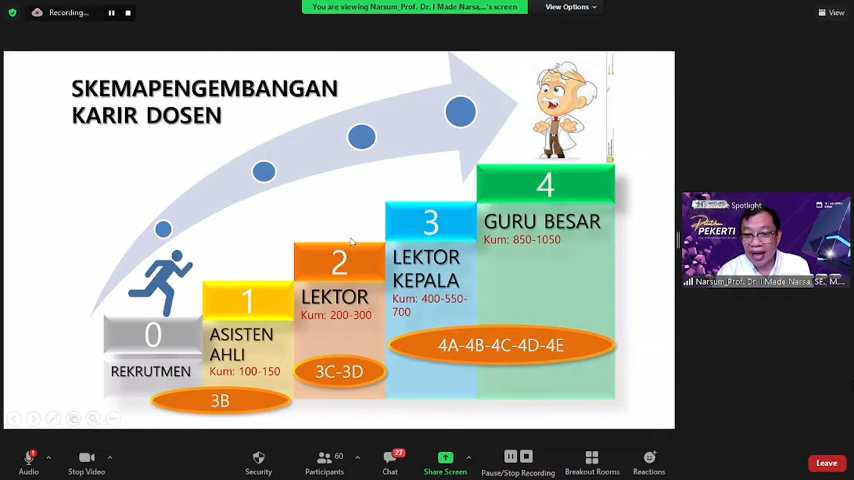 Recording...
You are viewing Narsum_Prof. Dr. I Made Narsa,...'s screen
View Options
View
SKEMAPENGEMBANGAN
KARIR DOSEN
4
GURU BESAR
Kum: 850-1050
3
LEKTOR
KEPALA
Kum: 400-550-
700
2
LEKTOR
Kum: 200-300
1
ASISTEN
AHLI
Kum: 100-150
0
REKRUTMEN
4A-4B-4C-4D-4E
3C-3D
3B
Spotlight
PEKERTI
Narsum_Prof. Dr. I Made Narsa, SE., M....
Audio
Stop Video
Security
60
Participants
27
Chat
Share Screen
Pause/Stop Recording
Breakout Rooms
Reactions
Leave